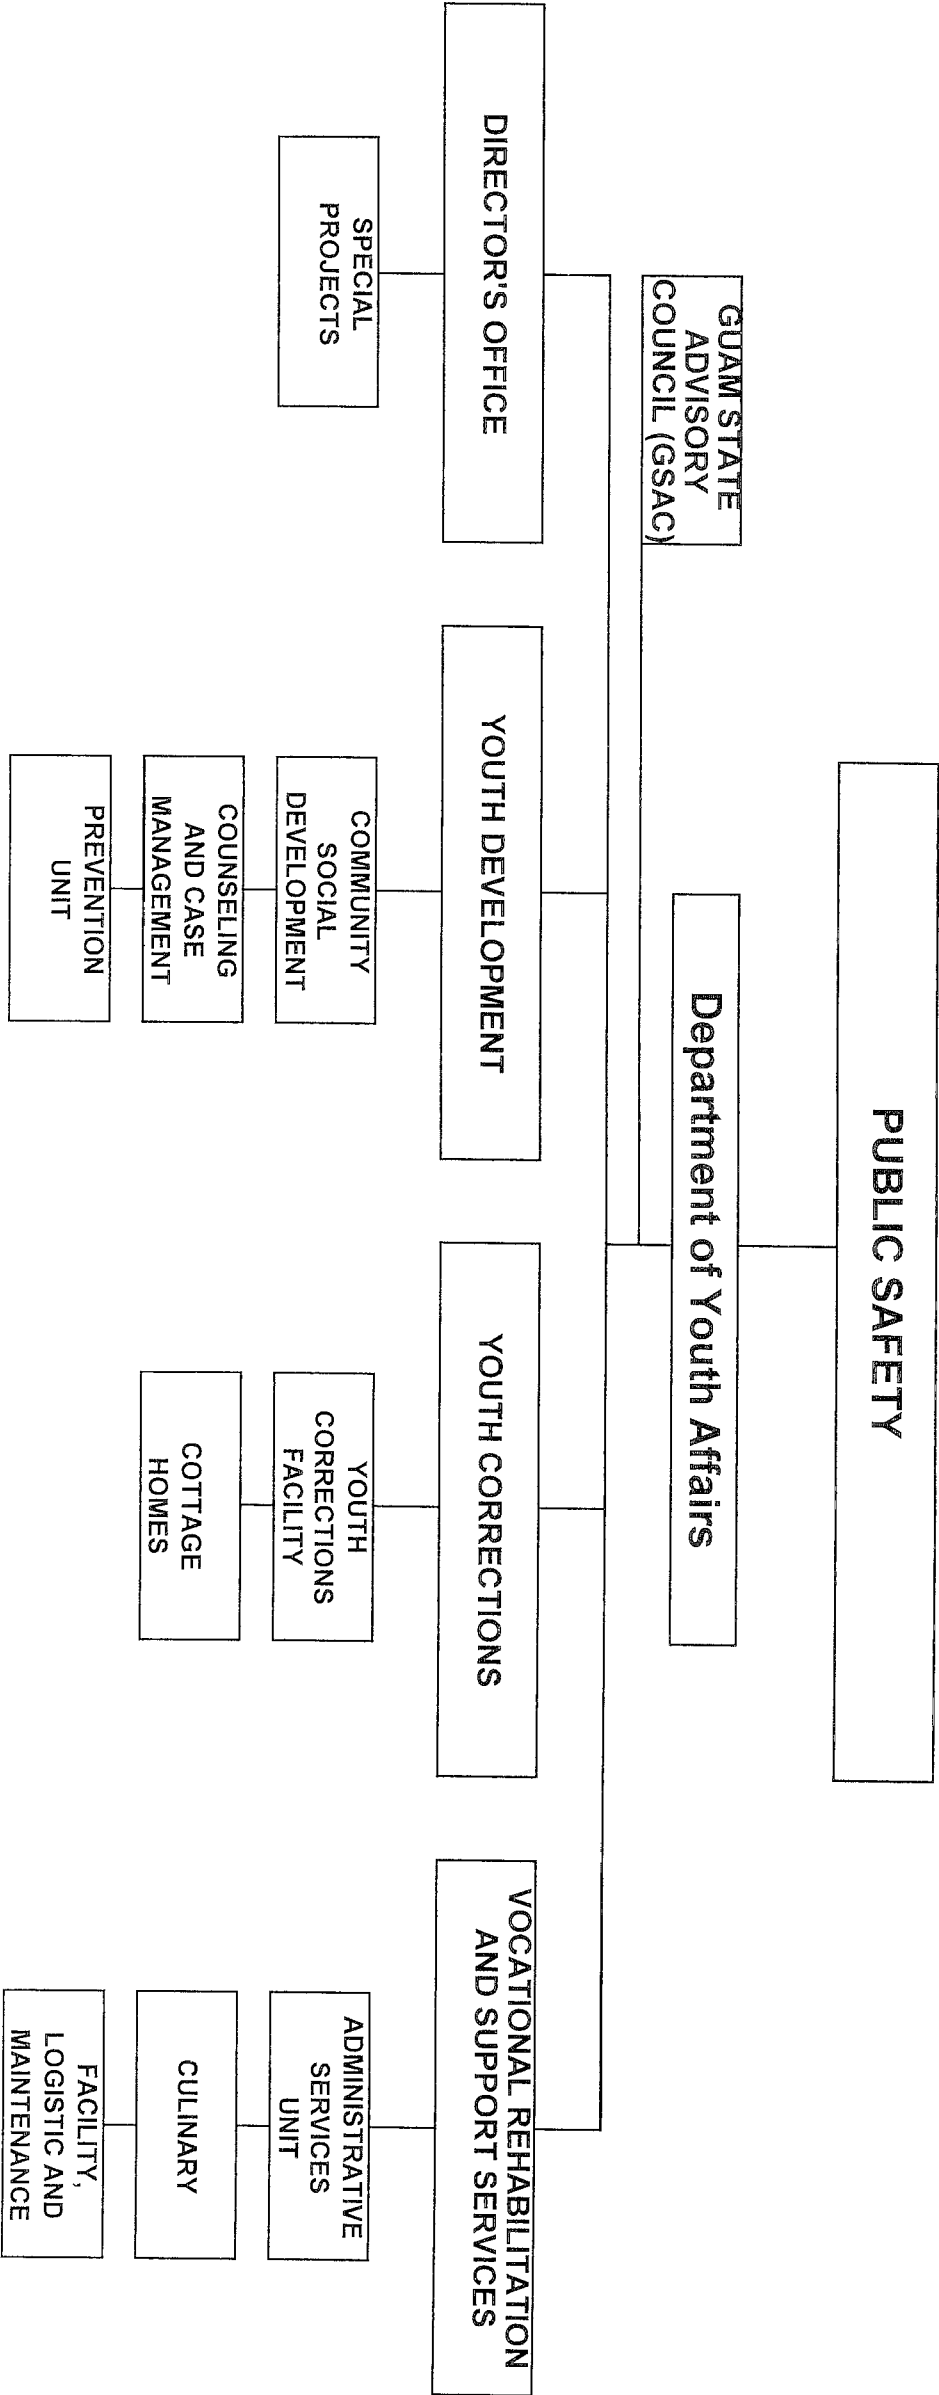 PUBLIC SAFETY
Department of Youth Affairs
GUAM STATE
ADVISORY
COUNCIL (GSAC)
DIRECTOR'S OFFICE
SPECIAL
PROJECTS
YOUTH DEVELOPMENT
COMMUNITY
SOCIAL
DEVELOPMENT
COUNSELING
AND CASE
MANAGEMENT
PREVENTION
UNIT
YOUTH CORRECTIONS
YOUTH
CORRECTIONS
FACILITY
COTTAGE
HOMES
VOCATIONAL REHABILITATION
AND SUPPORT SERVICES
ADMINISTRATIVE
SERVICES
UNIT
CULINARY
FACILITY,
LOGISTIC AND
MAINTENANCE